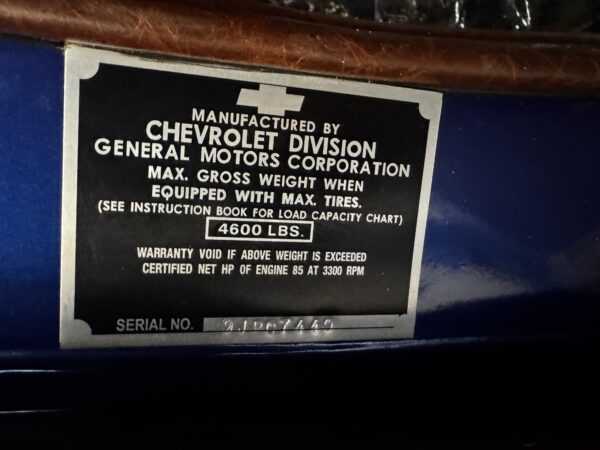 MANUFACTURED BY
CHEVROLET DIVISION
GENERAL MOTORS CORPORATION
MAX. GROSS WEIGHT WHEN
EQUIPPED WITH MAX. TIRES.
(SEE INSTRUCTION BOOK FOR LOAD CAPACITY CHART)
4600 LBS.
WARRANTY VOID IF ABOVE WEIGHT IS EXCEEDED
CERTIFIED NET HP OF ENGINE 85 AT 3300 RPM
SERIAL NO.